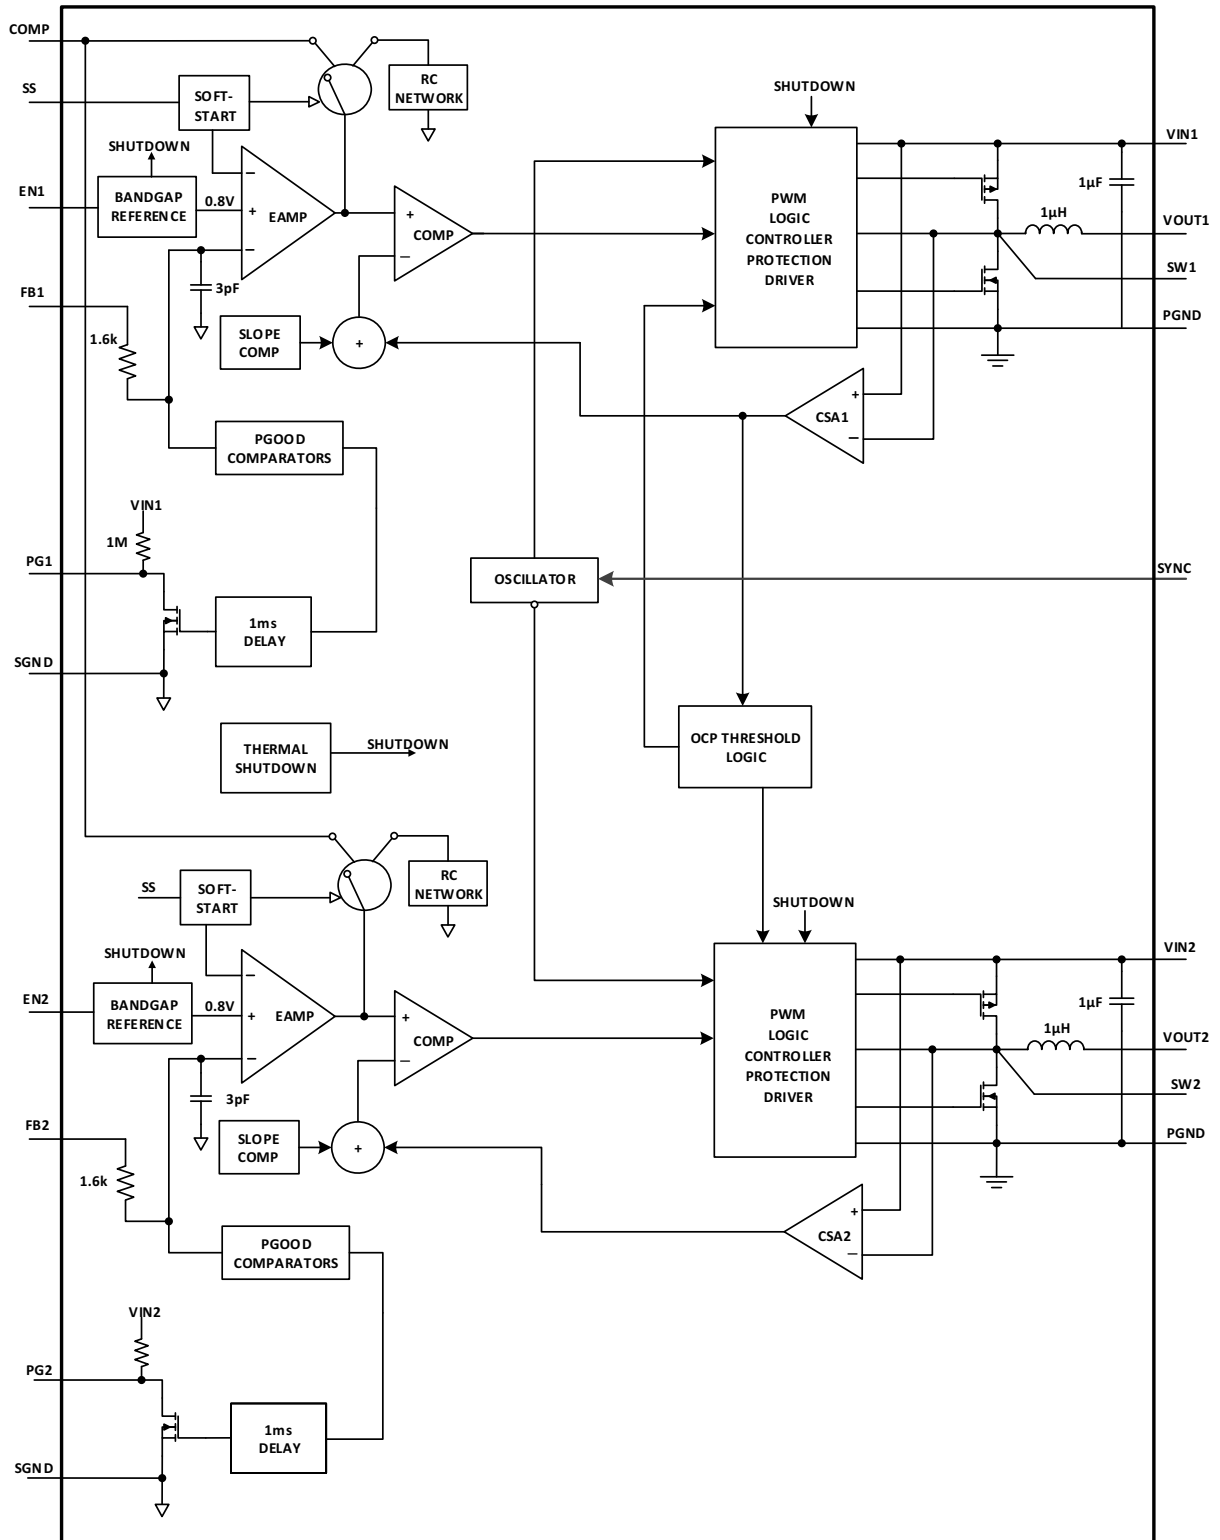 COMP
SS
SOFT-
START
RC
NETWORK
SHUTDOWN
SHUTDOWN
EN1
BANDGAP
REFERENCE
0.8V
−
+
−
EAMP
+
−
COMP
3pF
FB1
1.6k
SLOPE
COMP
+
PWM
LOGIC
CONTROLLER
PROTECTION
DRIVER
VIN1
1µF
1µH
VOUT1
SW1
PGND
+
−
CSA1
PGOOD
COMPARATORS
VIN1
1M
PG1
1ms
DELAY
SGND
OSCILLATOR
SYNC
THERMAL
SHUTDOWN
SHUTDOWN
OCP THRESHOLD
LOGIC
SS
SOFT-
START
RC
NETWORK
SHUTDOWN
SHUTDOWN
EN2
BANDGAP
REFERENCE
0.8V
−
+
−
EAMP
+
−
COMP
3pF
FB2
1.6k
SLOPE
COMP
+
PWM
LOGIC
CONTROLLER
PROTECTION
DRIVER
VIN2
1µF
1µH
VOUT2
SW2
PGND
+
−
CSA2
PGOOD
COMPARATORS
VIN2
PG2
1ms
DELAY
SGND